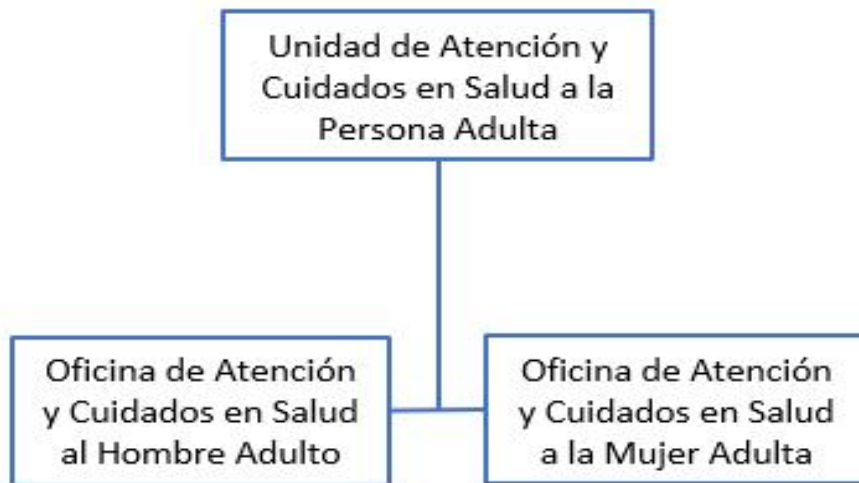 Unidad de Atención y
Cuidados en Salud a la
Persona Adulta
Oficina de Atención
y Cuidados en Salud
al Hombre Adulto
Oficina de Atención
y Cuidados en Salud
a la Mujer Adulta